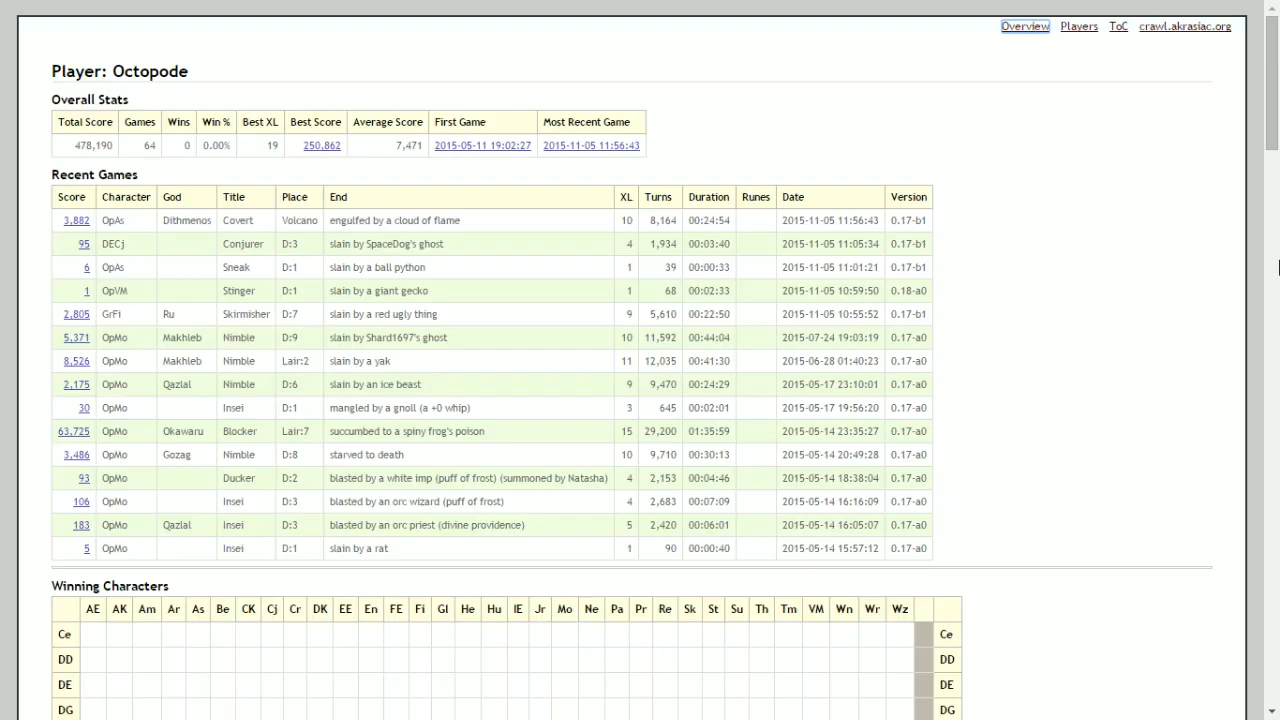 Overview Players ToC crawl.akrasiac.org
Player: Octopode
Overall Stats
Total Score Games Wins Win % Best XL Best Score Average Score First Game Most Recent Game
478,190 64 0 0.00% 19 250,862 7,471 2015-05-11 19:02:27 2015-11-05 11:56:43
Recent Games
Score Character God Title Place End XL Turns Duration Runes Date Version
3,882 OpAs Dithmenos Covert Volcano engulfed by a cloud of flame 10 8,164 00:24:54 2015-11-05 11:56:43 0.17-b1
95 DECj Conjurer D:3 slain by SpaceDog's ghost 4 1,934 00:03:40 2015-11-05 11:05:34 0.17-b1
6 OpAs Sneak D:1 slain by a ball python 1 39 00:00:33 2015-11-05 11:01:21 0.17-b1
1 OpVM Stinger D:1 slain by a giant gecko 1 68 00:02:33 2015-11-05 10:59:50 0.18-a0
2,805 GrFi Ru Skirmisher D:7 slain by a red ugly thing 9 5,610 00:22:50 2015-11-05 10:55:52 0.17-b1
5,371 OpMo Makhleb Nimble D:9 slain by Shard1697's ghost 10 11,592 00:44:04 2015-07-24 19:03:19 0.17-a0
8,526 OpMo Makhleb Nimble Lair:2 slain by a yak 11 12,035 00:41:30 2015-06-28 01:40:23 0.17-a0
2,175 OpMo Qazlal Nimble D:6 slain by an ice beast 9 9,470 00:24:29 2015-05-17 23:10:01 0.17-a0
30 OpMo Insei D:1 mangled by a gnoll (a +0 whip) 3 645 00:02:01 2015-05-17 19:56:20 0.17-a0
63,725 OpMo Okawaru Blocker Lair:7 succumbed to a spiny frog's poison 15 29,200 01:35:59 2015-05-14 23:35:27 0.17-a0
3,486 OpMo Gozag Nimble D:8 starved to death 10 9,710 00:30:13 2015-05-14 20:49:28 0.17-a0
93 OpMo Ducker D:2 blasted by a white imp (puff of frost) (summoned by Natasha) 4 2,153 00:04:46 2015-05-14 18:38:04 0.17-a0
106 OpMo Insei D:3 blasted by an orc wizard (puff of frost) 4 2,683 00:07:09 2015-05-14 16:16:09 0.17-a0
183 OpMo Qazlal Insei D:3 blasted by an orc priest (divine providence) 5 2,420 00:06:01 2015-05-14 16:05:07 0.17-a0
5 OpMo Insei D:1 slain by a rat 1 90 00:00:40 2015-05-14 15:57:12 0.17-a0
Winning Characters
AE AK Am Ar As Be CK Cj Cr DK EE En FE Fi Gl He Hu IE Jr Mo Ne Pa Pr Re Sk St Su Th Tm VM Wn Wr Wz
Ce Ce
DD DD
DE DE
DG DG